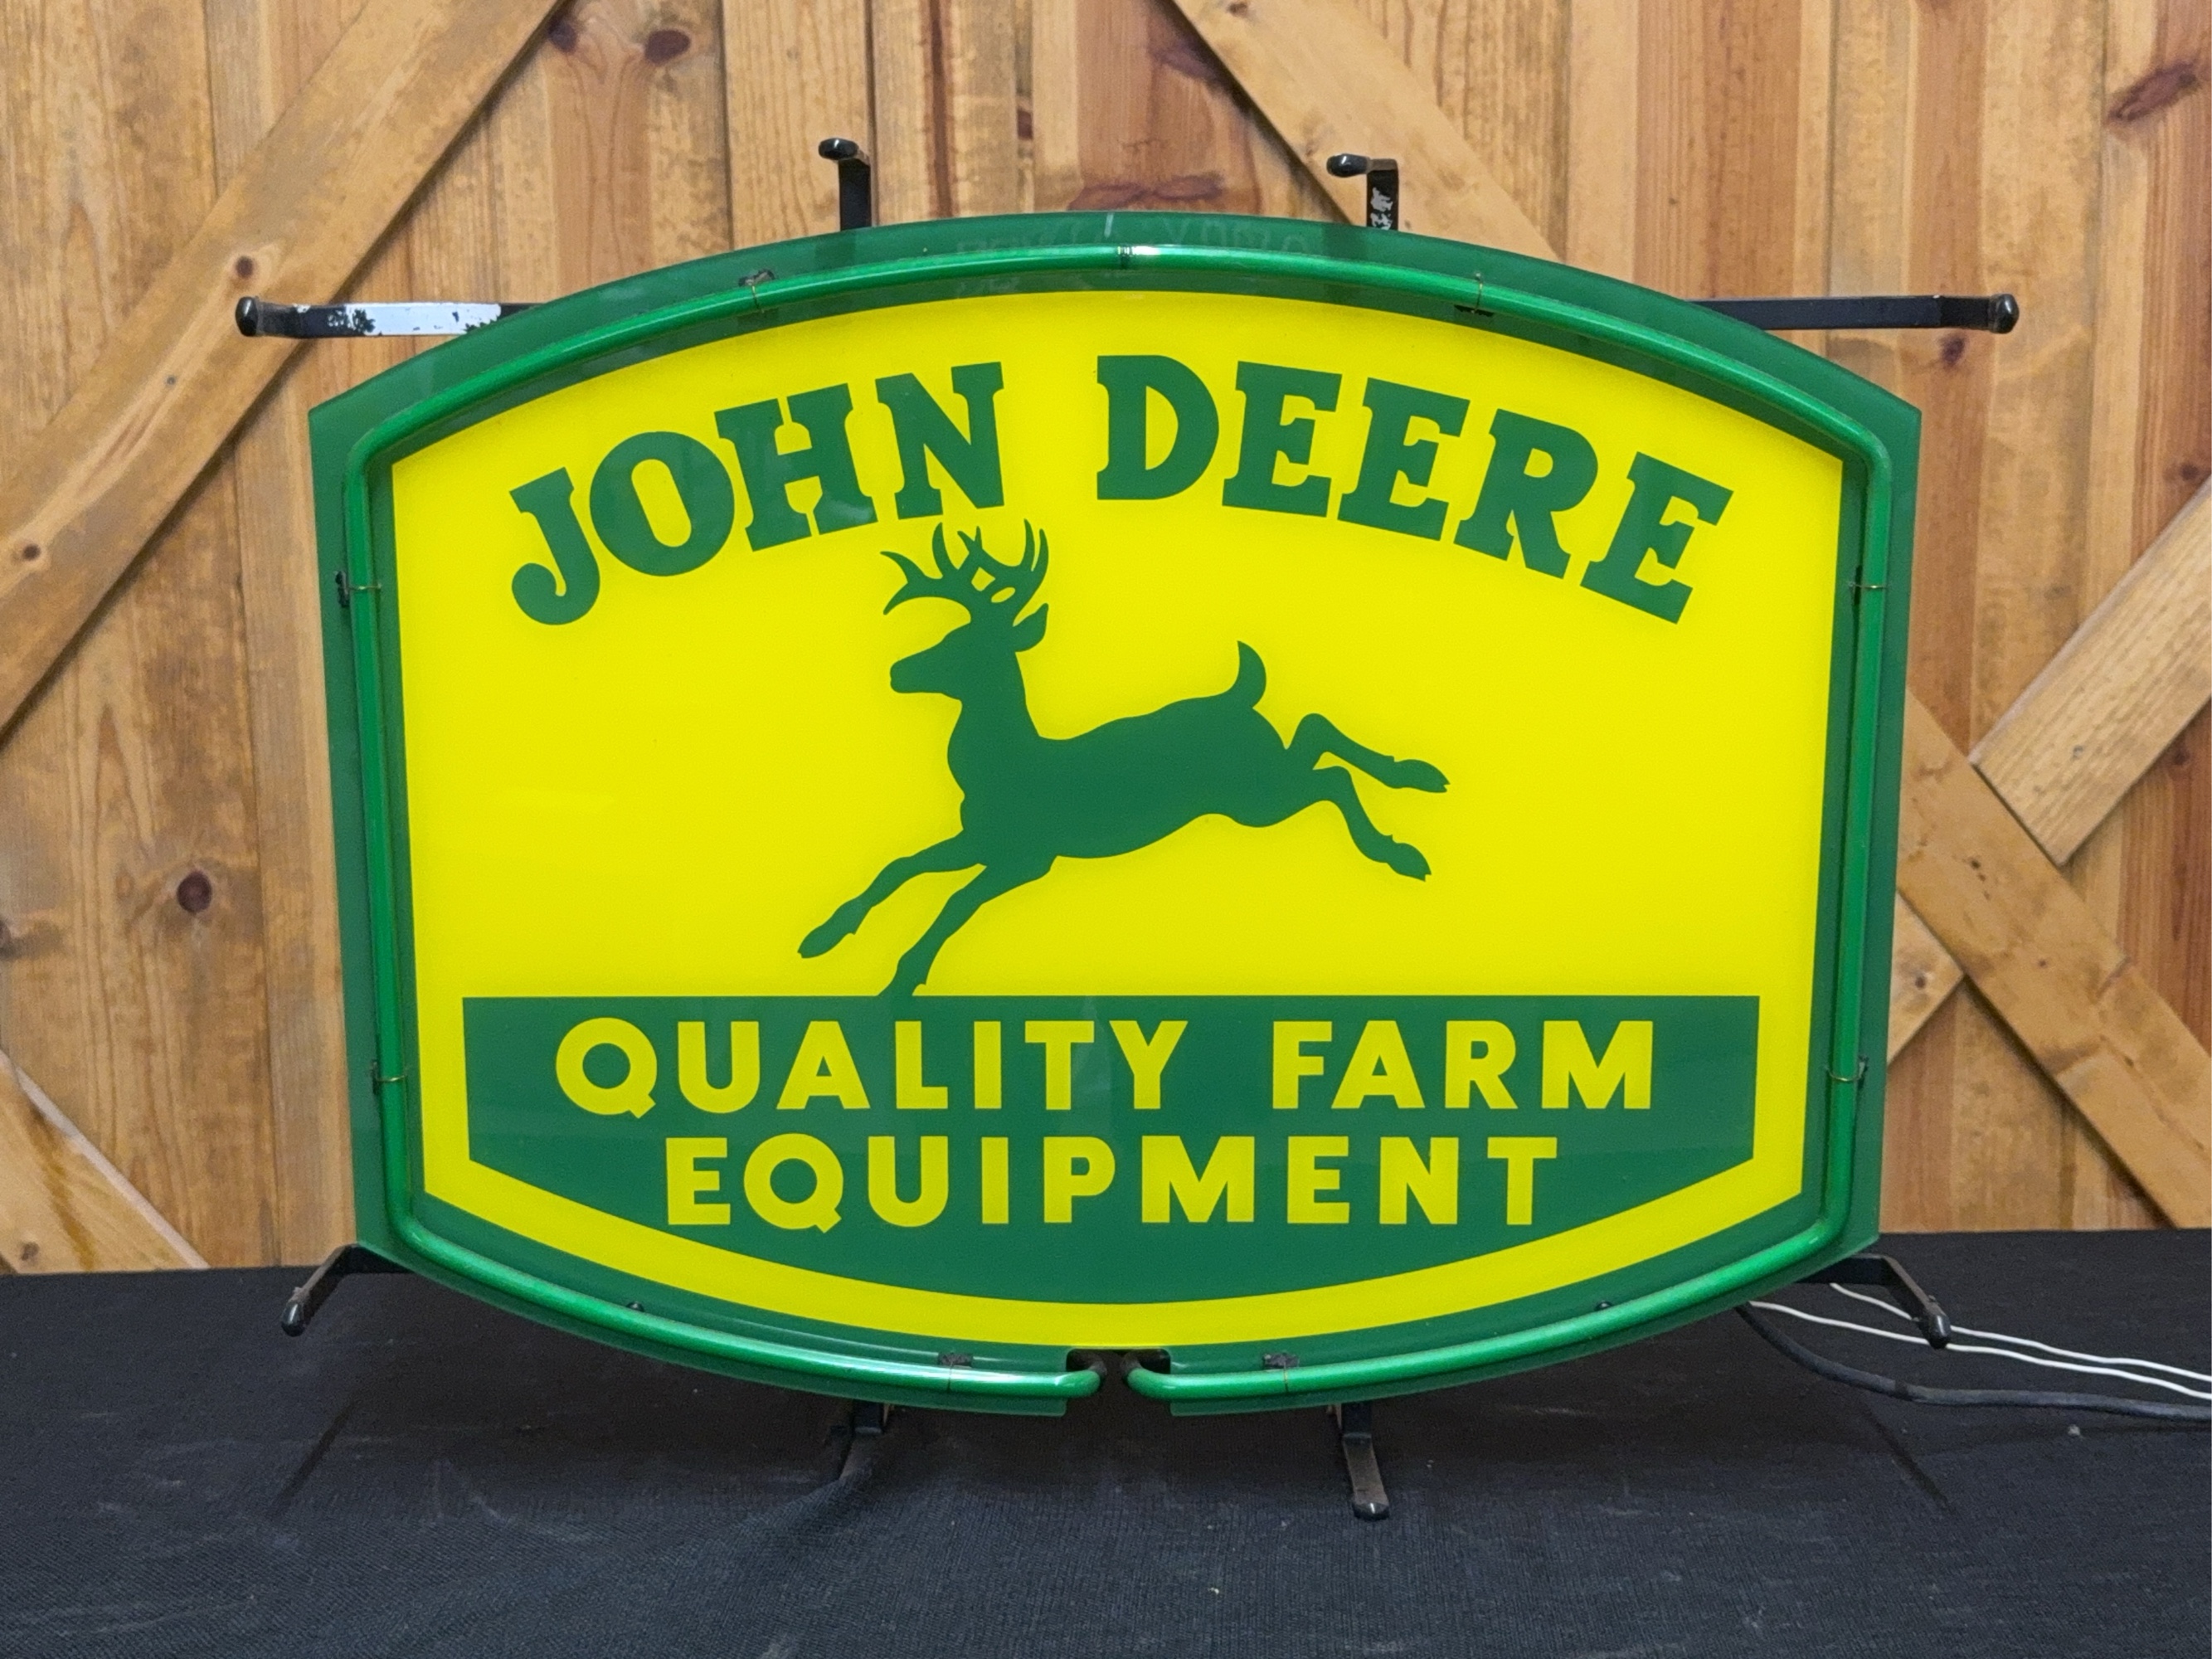 JOHN DEERE
QUALITY FARM
EQUIPMENT